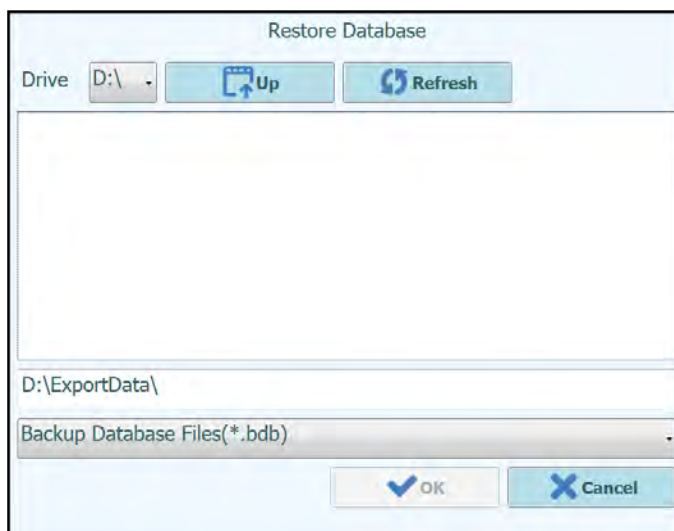 Restore Database
Drive D:\ Up Refresh
D:\ExportData\
Backup Database Files(*.bdb)
OK Cancel